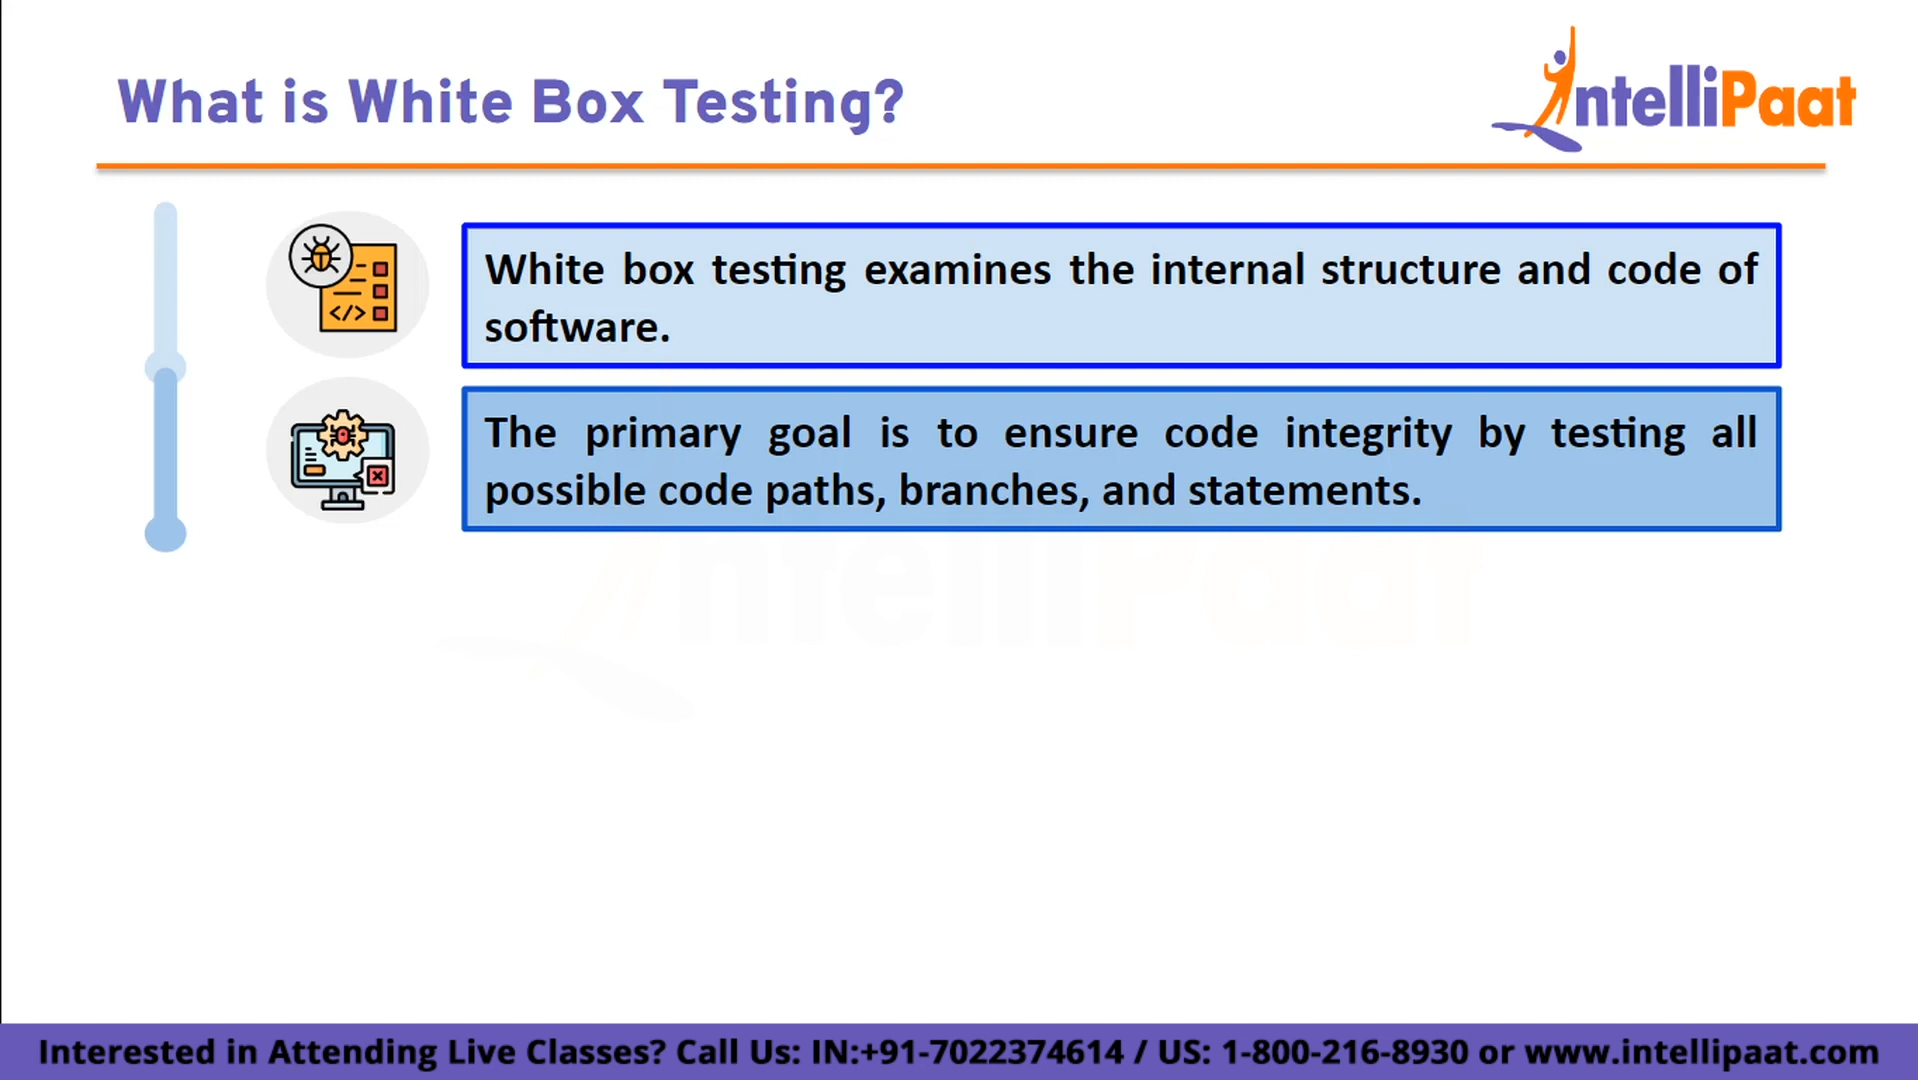 What is White Box Testing?
IntelliPaat
White box testing examines the internal structure and code of
software.
The primary goal is to ensure code integrity by testing all
possible code paths, branches, and statements.
IntelliPaat
Interested in Attending Live Classes? Call Us: IN:+91-7022374614 / US: 1-800-216-8930 or www.intellipaat.com